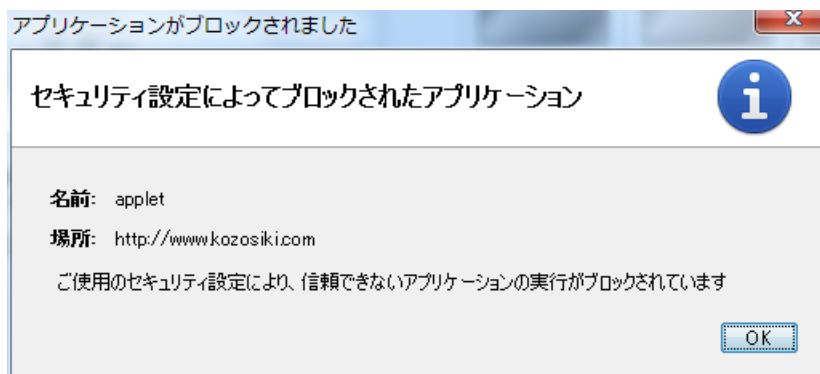 アプリケーションがブロックされました
セキュリティ設定によってブロックされたアプリケーション
名前: applet
場所: http://www.kozosiki.com
ご使用のセキュリティ設定により、信頼できないアプリケーションの実行がブロックされています
OK